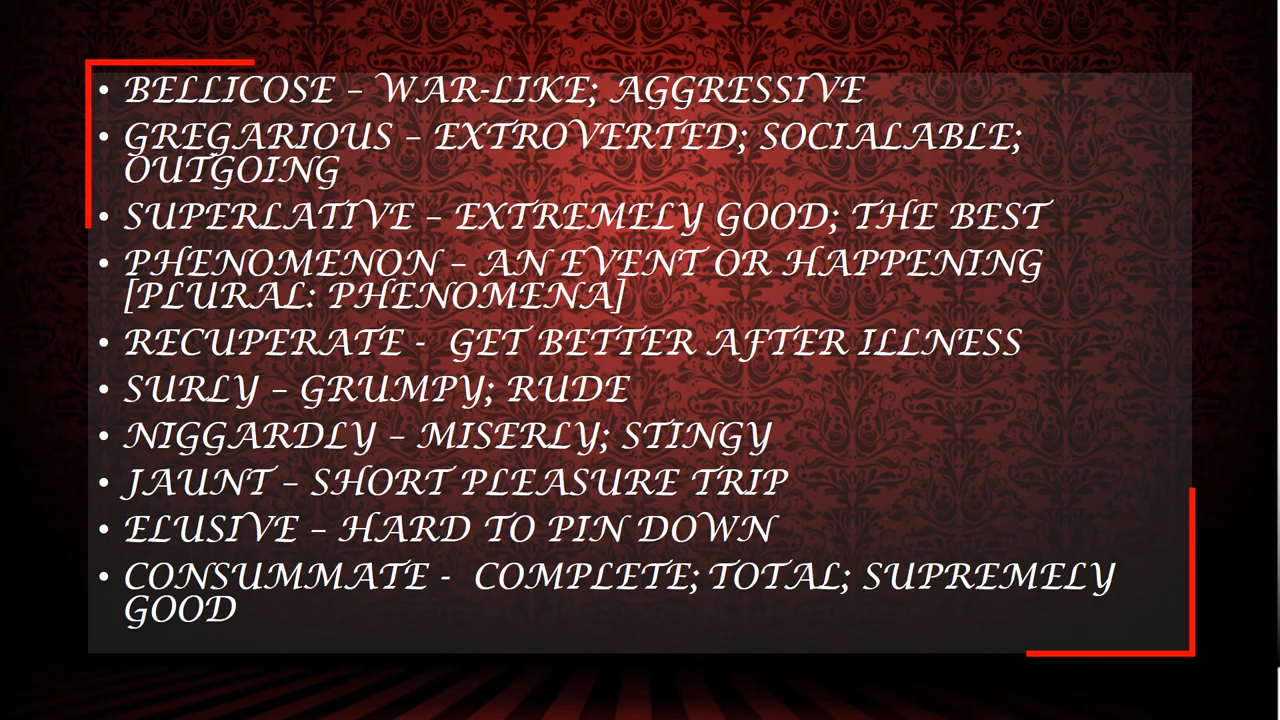 • BELLICOSE – WAR-LIKE; AGGRESSIVE
• GREGARIOUS – EXTROVERTED; SOCIALABLE;
OUTGOING
• SUPERLATIVE – EXTREMELY GOOD; THE BEST
• PHENOMENON – AN EVENT OR HAPPENING
[PLURAL: PHENOMENA]
• RECUPERATE - GET BETTER AFTER ILLNESS
• SURLY – GRUMPY; RUDE
• NIGGARDLY – MISERLY; STINGY
• JAUNT – SHORT PLEASURE TRIP
• ELUSIVE – HARD TO PIN DOWN
• CONSUMMATE - COMPLETE; TOTAL; SUPREMELY
GOOD